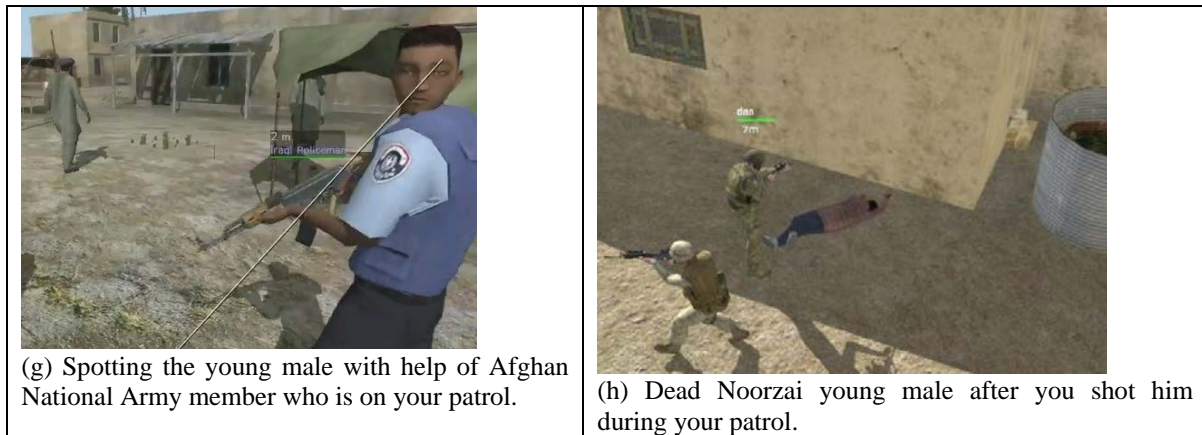 2 m
Iraqi Policeman
(g) Spotting the young male with help of Afghan
National Army member who is on your patrol.
dan
7m
(h) Dead Noorzai young male after you shot him
during your patrol.